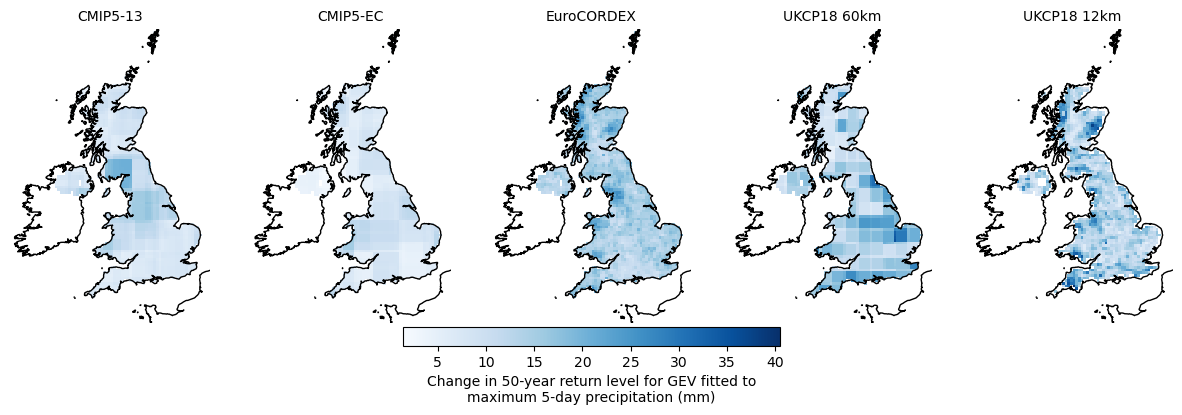 CMIP5-13
CMIP5-EC
EuroCORDEX
UKCP18 60km
UKCP18 12km
5 10 15 20 25 30 35 40
Change in 50-year return level for GEV fitted to
maximum 5-day precipitation (mm)